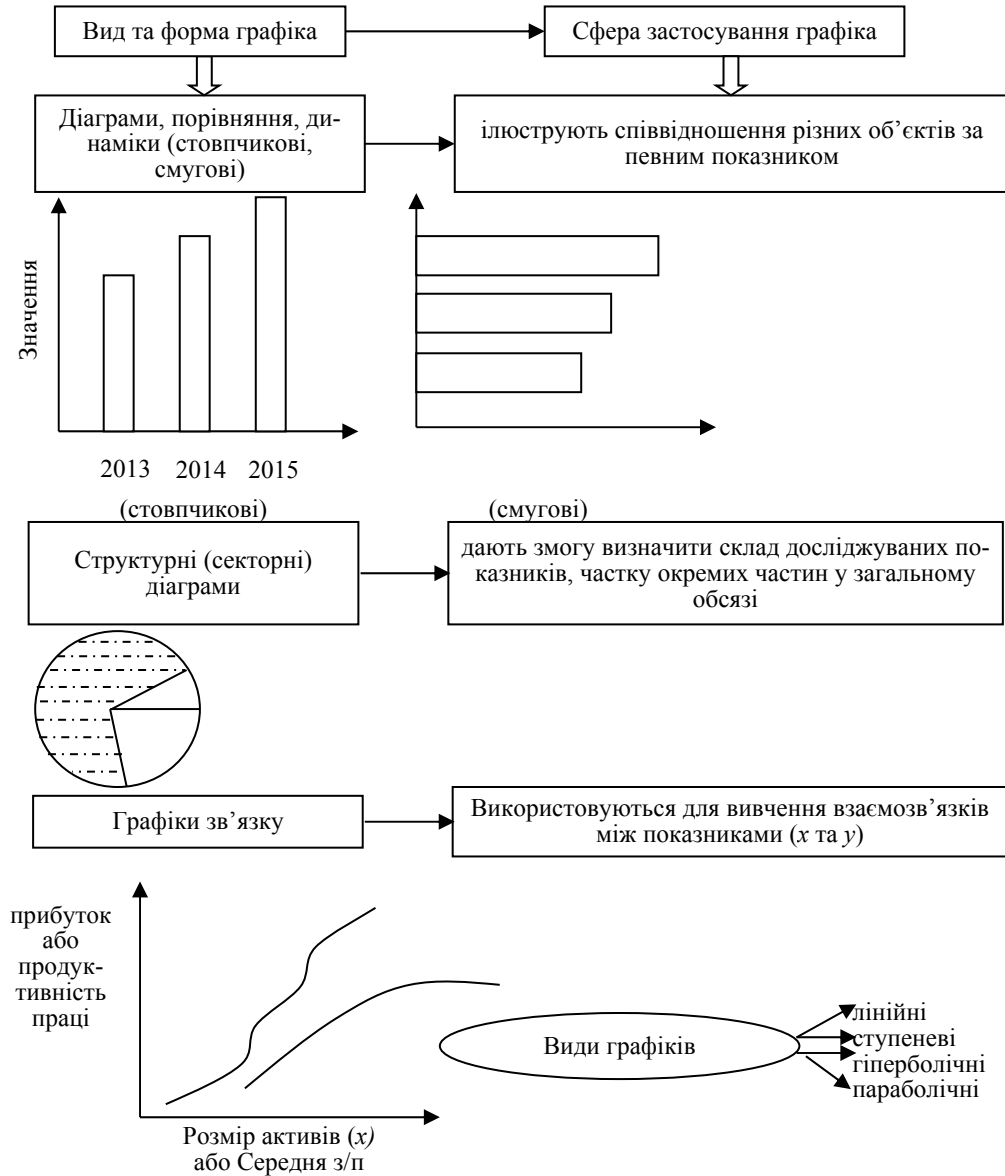 Вид та форма графіка
Сфера застосування графіка
Діаграми, порівняння, ди-
наміки (стовпчикові,
смугові)
ілюструють співвідношення різних об’єктів за
певним показником
Значення
2013 2014 2015
(стовпчикові)
(смугові)
Структурні (секторні)
діаграми
дають змогу визначити склад досліджуваних по-
казників, частку окремих частин у загальному
обсязі
Графіки зв’язку
Використовуються для вивчення взаємозв’язків
між показниками (x та y)
прибуток
або
продук-
тивність
праці
Розмір активів (x)
або Середня з/п
Види графіків
лінійні
ступеневі
гіперболічні
параболічні